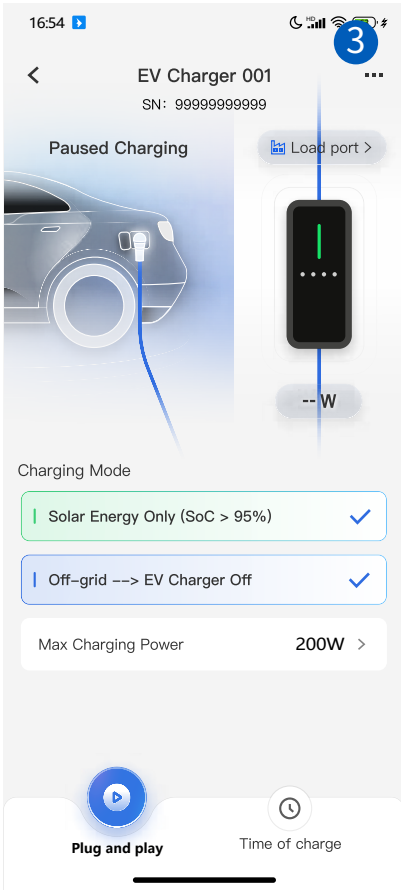 16:54
HD
3
EV Charger 001
SN: 99999999999
Paused Charging
Load port
--W
Charging Mode
Solar Energy Only (SoC > 95%)
Off-grid --> EV Charger Off
Max Charging Power 200W
Plug and play
Time of charge